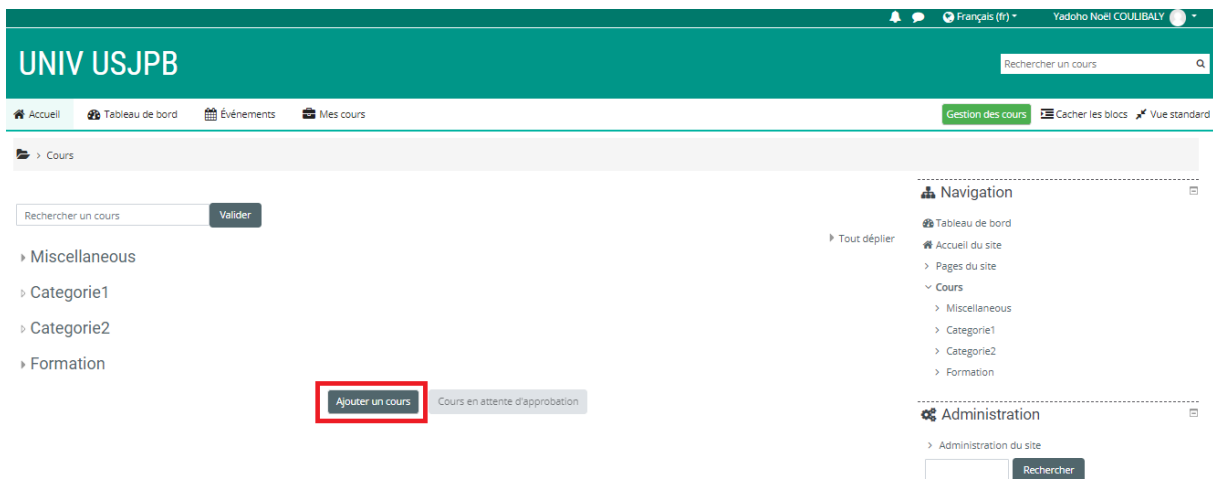 Français (fr) Yadoho Noël COULIBALY
UNIV USJPB
Rechercher un cours
Accueil Tableau de bord Événements Mes cours Gestion des cours Cacher les blocs Vue standard
> Cours
Navigation
Rechercher un cours Valider
Tableau de bord
Tout déplier
Accueil du site
Miscellaneous
> Pages du site
Cours
Categorie1
> Miscellaneous
Categorie2
> Categorie1
> Categorie2
Formation
> Formation
Ajouter un cours Cours en attente d'approbation
Administration
> Administration du site
Rechercher